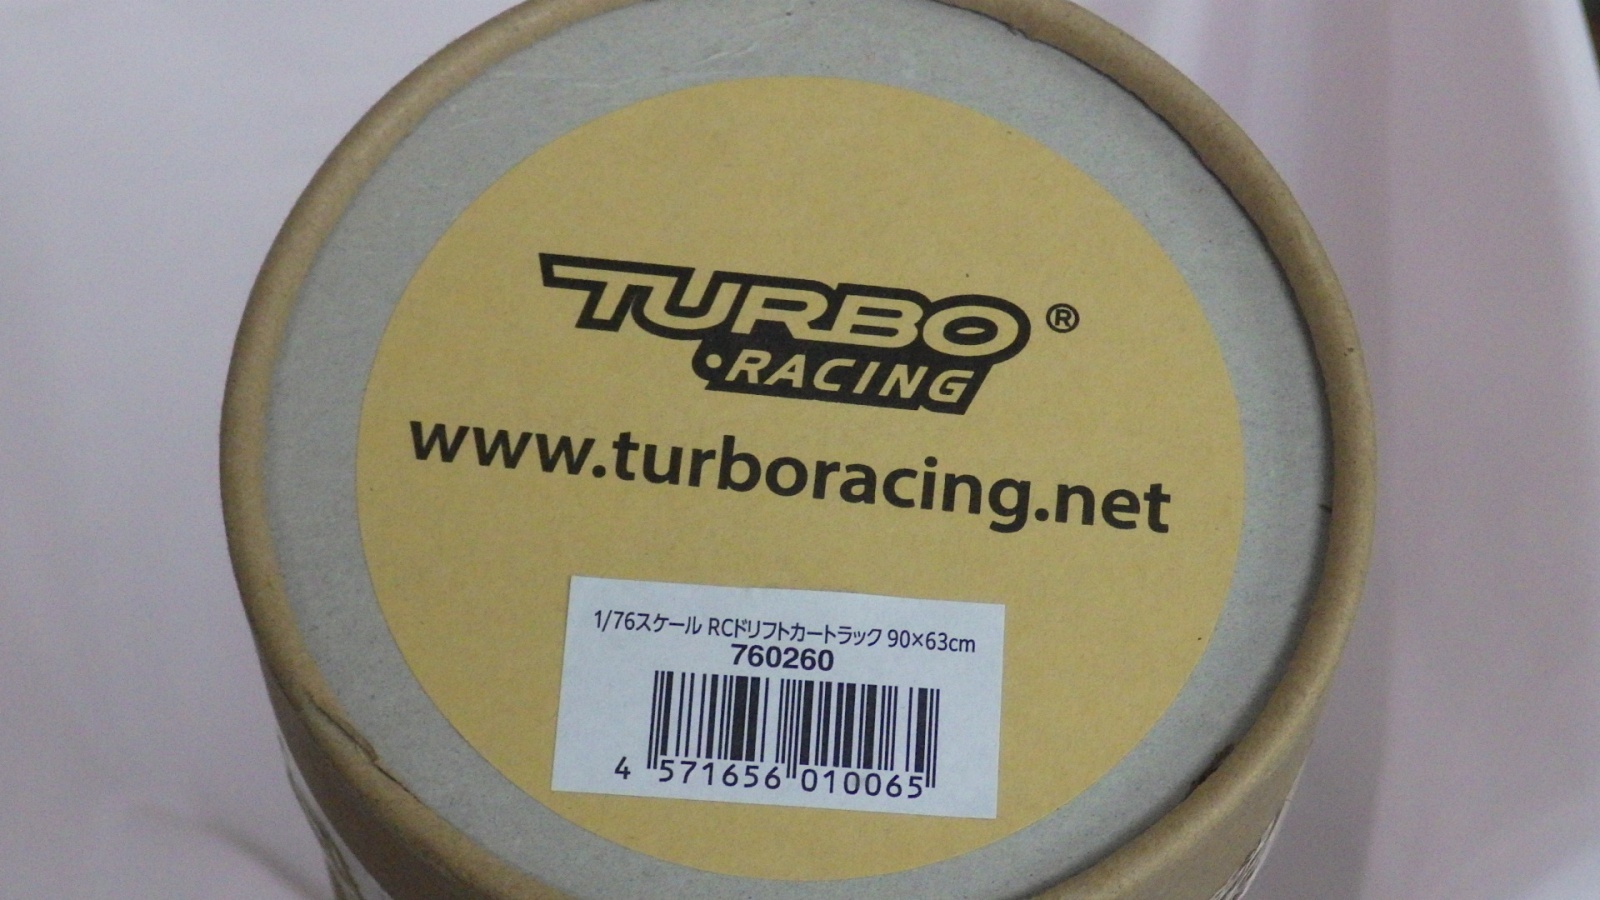 TURBO ®
RACING
www.turboracing.net
1/76スケール RCドリフトカートラック 90×63cm
760260
4 571656 010065